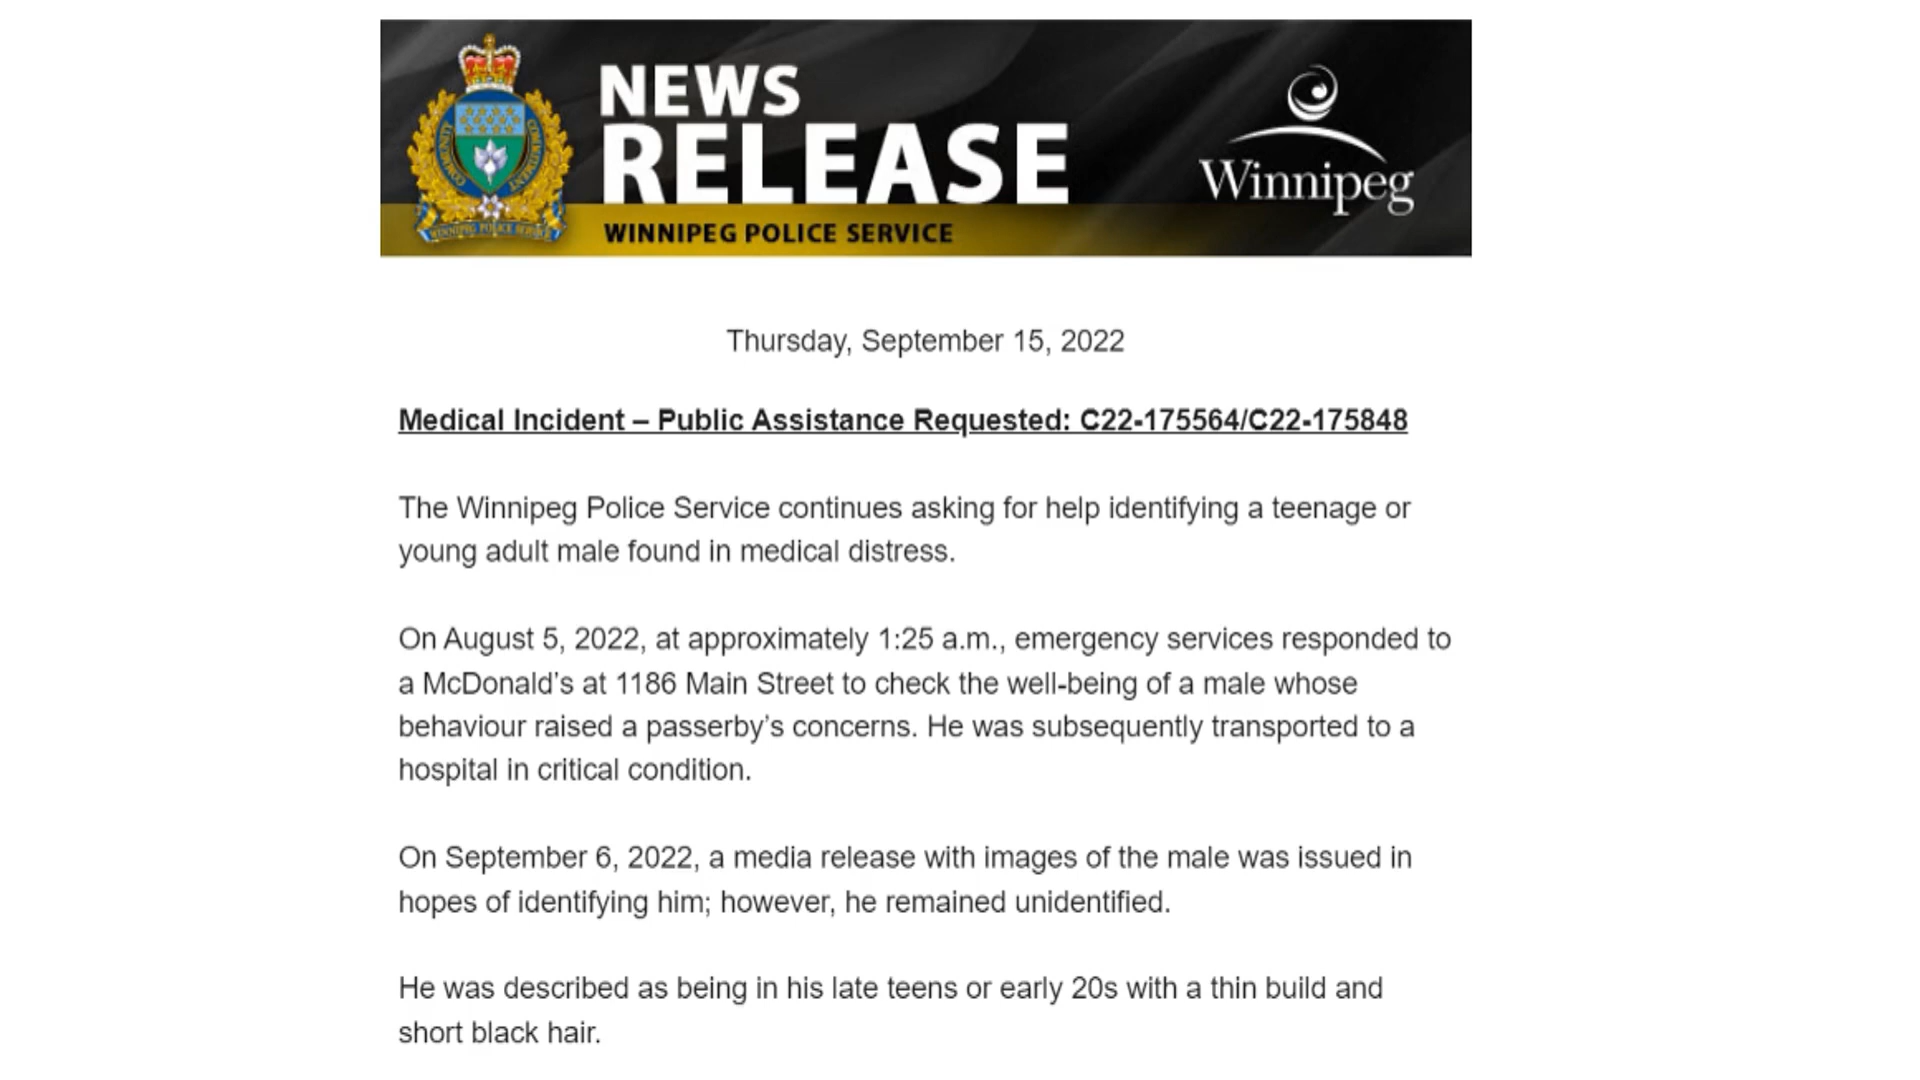 NEWS
RELEASE
WINNIPEG POLICE SERVICE
COMMUNITY COMMITMENT
WINNIPEG POLICE SERVICE
Winnipeg
Thursday, September 15, 2022
Medical Incident – Public Assistance Requested: C22-175564/C22-175848
The Winnipeg Police Service continues asking for help identifying a teenage or
young adult male found in medical distress.
On August 5, 2022, at approximately 1:25 a.m., emergency services responded to
a McDonald’s at 1186 Main Street to check the well-being of a male whose
behaviour raised a passerby’s concerns. He was subsequently transported to a
hospital in critical condition.
On September 6, 2022, a media release with images of the male was issued in
hopes of identifying him; however, he remained unidentified.
He was described as being in his late teens or early 20s with a thin build and
short black hair.